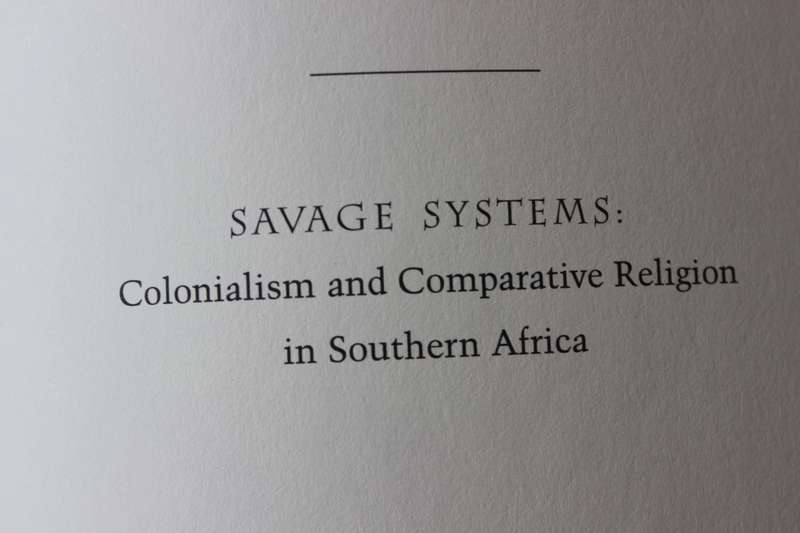 SAVAGE SYSTEMS:
Colonialism and Comparative Religion
in Southern Africa